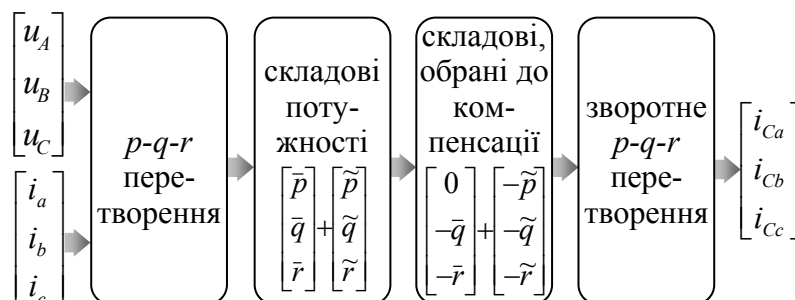 u_A
u_B
u_C
i_a
i_b
i_c
p-q-r
пере-
творення
складові
поту-
жності
p̄ p̃
q̄ + q̃
r̄ r̃
складові,
обрані до
ком-
пенсації
0 −p̃
−q̄ + −q̃
−r̄ −r̃
зворотне
p-q-r
пере-
творення
i_Ca
i_Cb
i_Cc